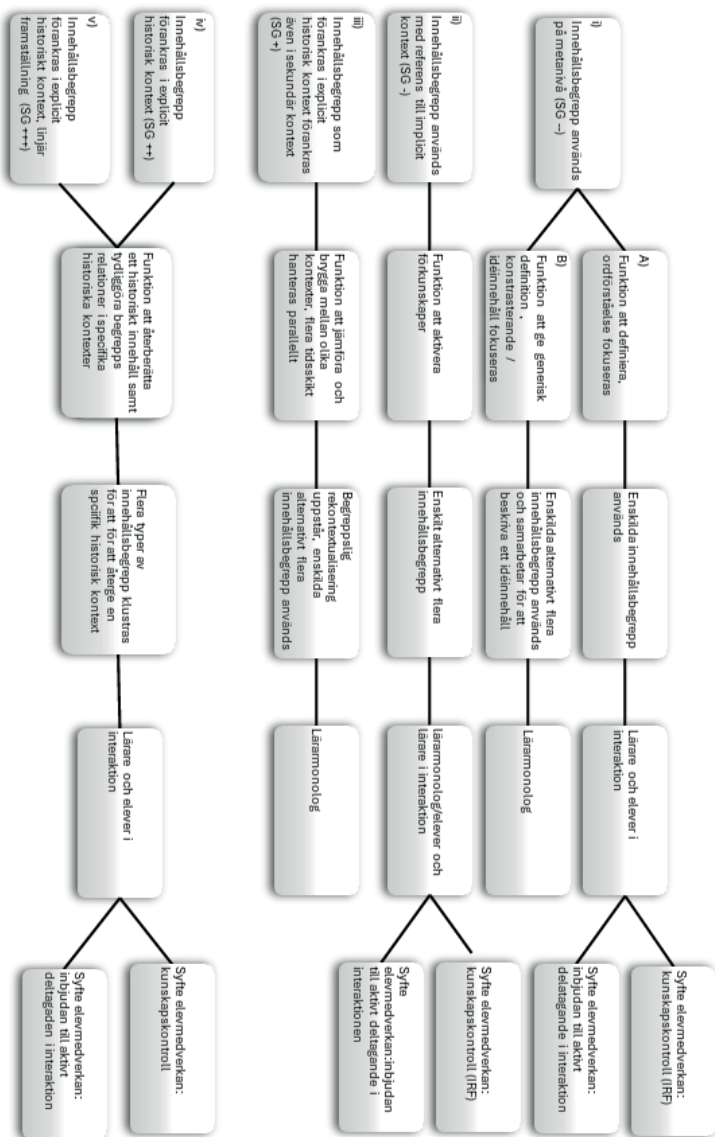 i)
Innehållsbegrepp används
på metanivå (SG --)
A)
Funktion att definiera,
ordförståelse fokuseras
Enskilda innehållsbegrepp
används
Lärare och elever i
interaktion
Syfte elevmedverkan:
kunskapskontroll (IRF)
Syfte elevmedverkan:
inbjudan till aktivt
delatagande i interaktion
B)
Funktion att ge generisk
definition ,
konstrasterande /
idéinnehåll fokuseras
Enskilda alternativt flera
innehållsbegrepp används
och samarbetar för att
beskriva ett idéinnehåll
Lärarmonolog
ii)
Innehållsbegrepp används
med referens till implicit
kontext (SG -)
Funktion att aktivera
förkunskaper
Enskilt alternativt flera
innehållsbegrepp
lärarmonolog/elever och
lärare i interaktion
Syfte elevmedverkan:
kunskapskontroll (IRF)
Syfte
elevmedverkan:inbjudan
till aktivt deltagande i
interaktionen
iii)
Innehållsbegrepp som
förankras i explicit
historisk kontext förankras
även i sekundär kontext
(SG +)
Funktion att jämföra och
brygga mellan olika
kontexter, flera tidsskikt
hanteras parallellt
Begreppslig
rekontextualisering
uppstår, enskilda
alternativt flera
innehållsbegrepp används
Lärarmonolog
iv)
Innehållsbegrepp
förankras i explicit
historisk kontext (SG ++)
v)
Innehållsbegrepp
förankras i explicit
historiskt kontext, linjär
framställning (SG +++)
Funktion att återberätta
ett historiskt innehåll samt
tydliggöra begrepps
relationer i specifika
historiska kontexter
Flera typer av
innehållsbegrepp klustras
för att för att återge en
spciifik historisk kontext
Lärare och elever i
interaktion
Syfte elevmedverkan:
kunskapskontroll
Syfte elevmedverkan:
inbjudan till aktivt
deltagaden i interaktion